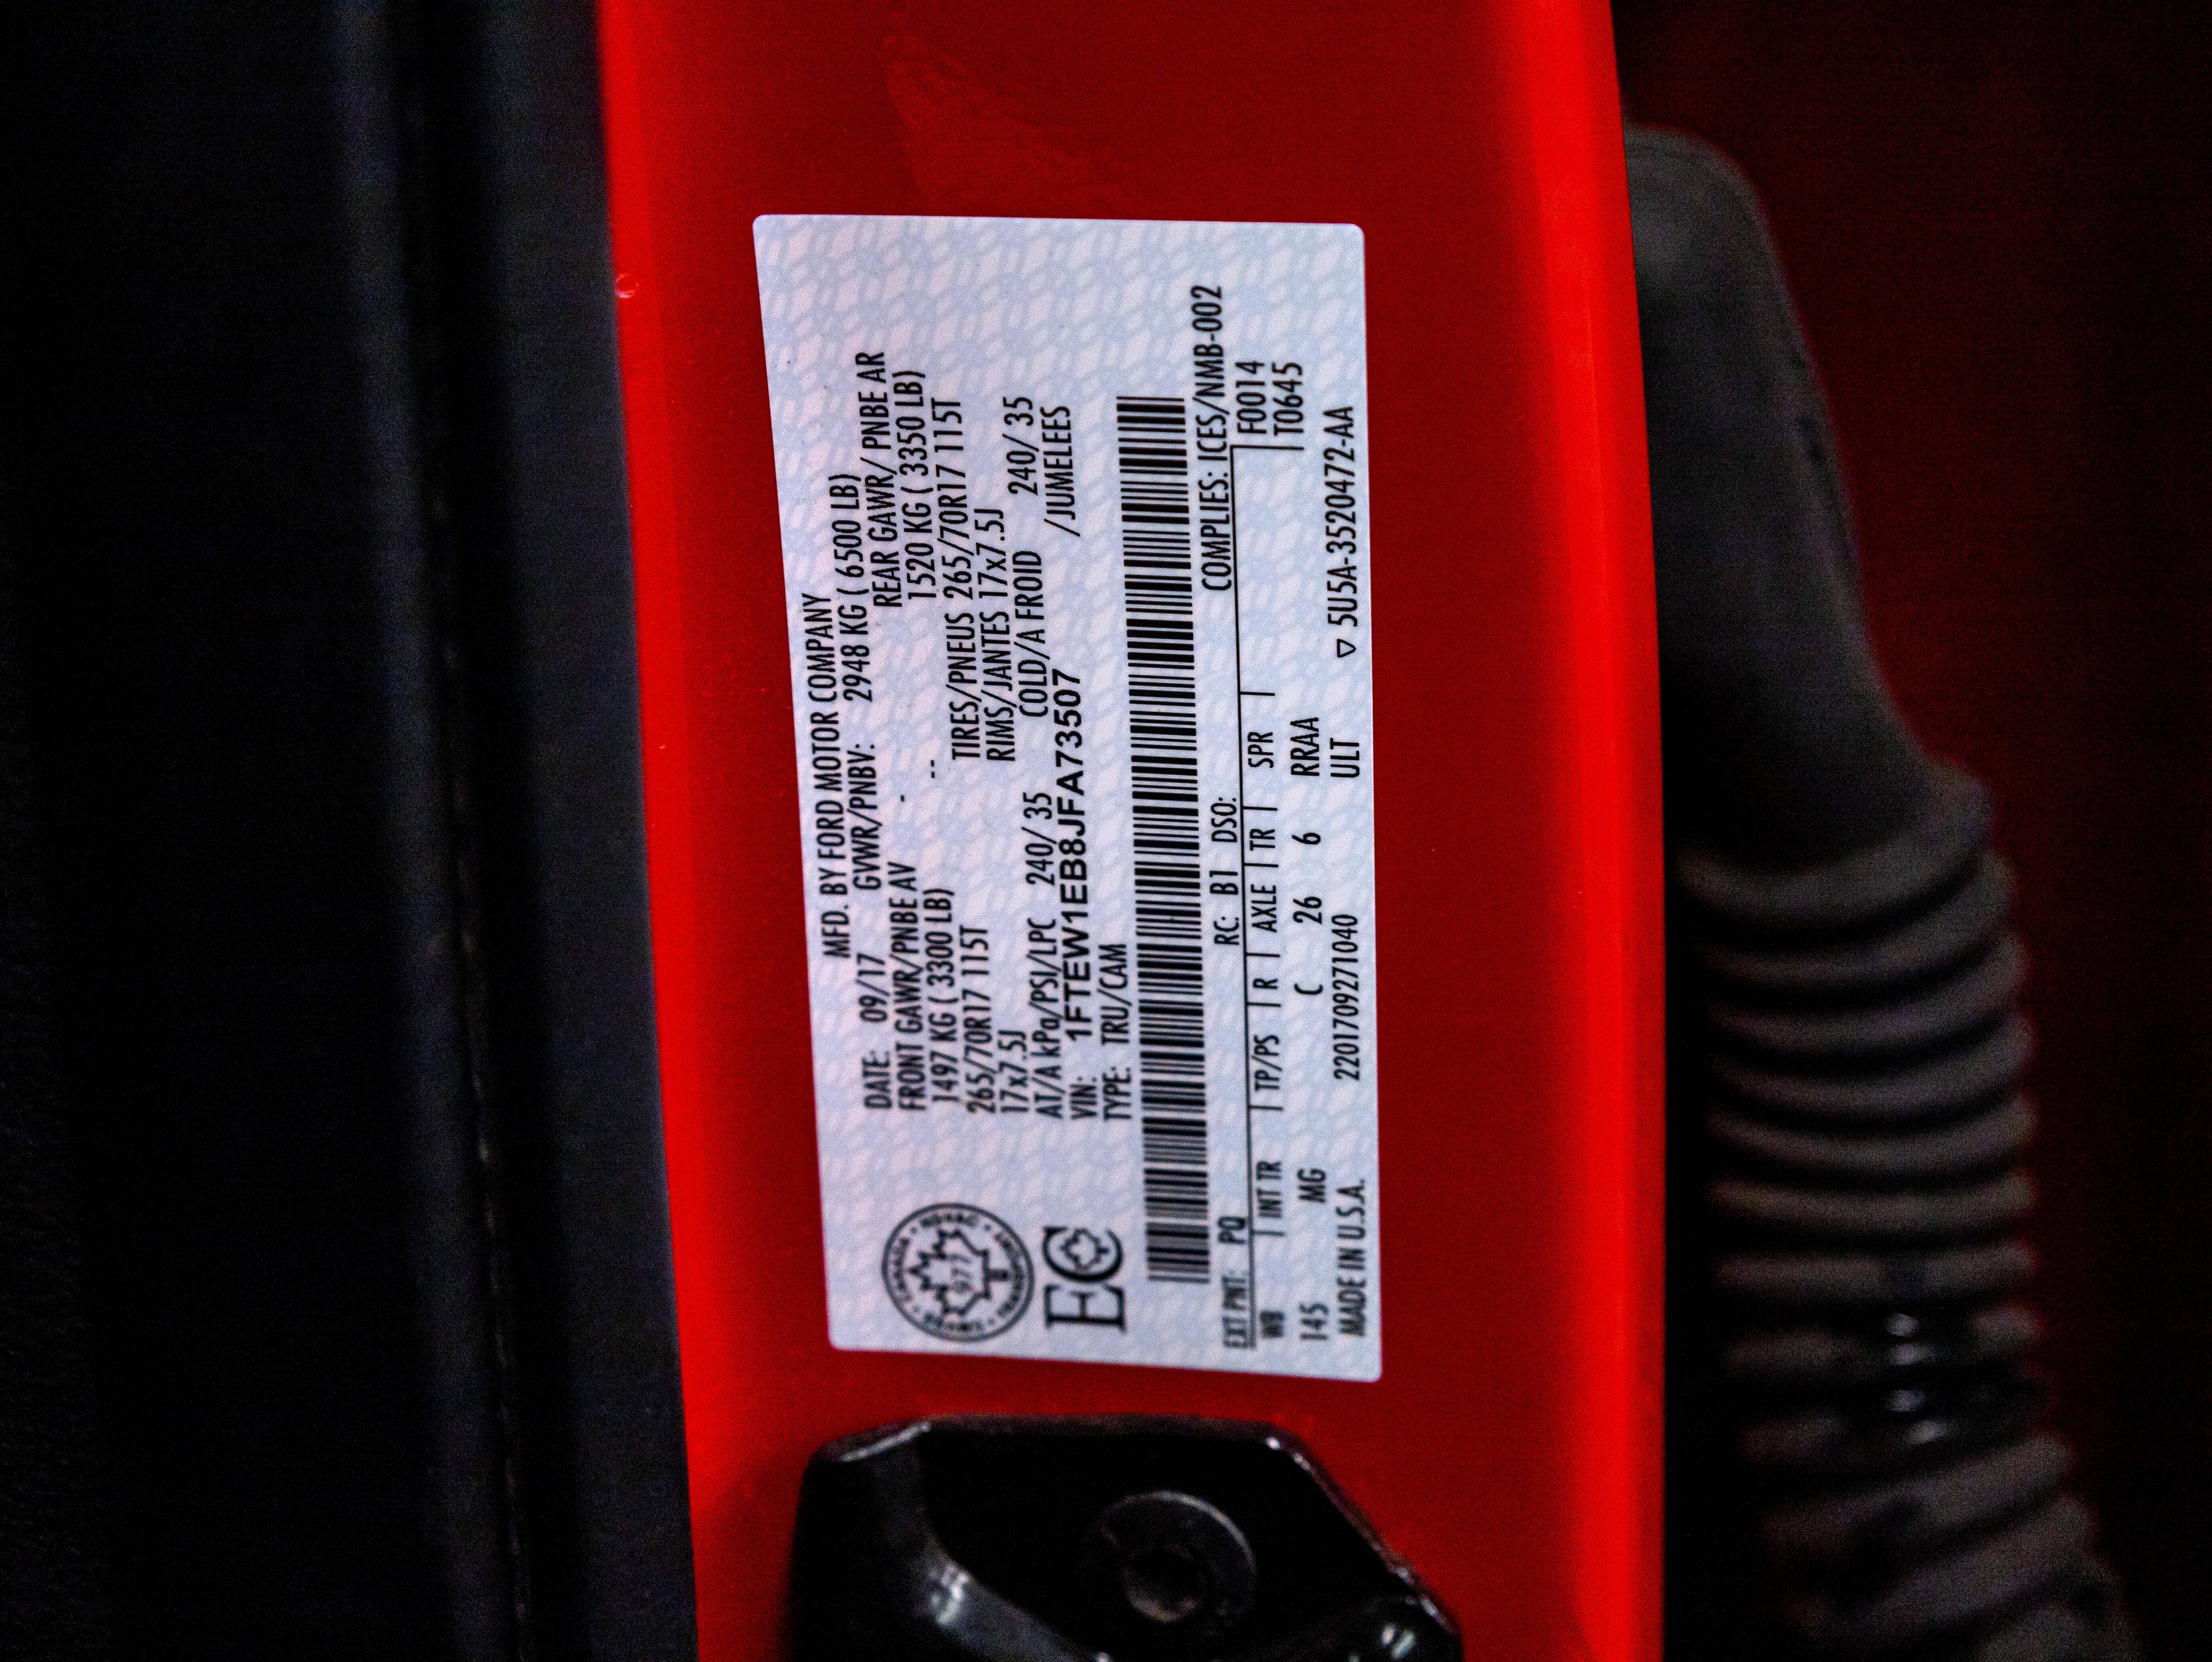 MFD. BY FORD MOTOR COMPANY
DATE: 09/17 GVWR/PNBV: 2948 KG ( 6500 LB)
FRONT GAWR/PNBE AV - REAR GAWR/ PNBE AR
1497 KG ( 3300 LB) -- 1520 KG ( 3350 LB)
265/70R17 115T TIRES/PNEUS 265/70R17 115T
17x7.5J RIMS/JANTES 17x7.5J
AT/A kPa/PSI/LPC 240/ 35 COLD/A FROID 240/ 35
VIN: 1FTEW1EB8JFA73507 /JUMELEES
TYPE: TRU/CAM
977
EC
COMPLIES: ICES/NMB-002
EXT PNT: PQ RC: B1 DSO: F0014
WB | INT TR | TP/PS | R | AXLE | TR | SPR | T0645
145 MG C 26 6 RRAA
MADE IN U.S.A. 2201709271040 ULT ▽ 5U5A-3520472-AA